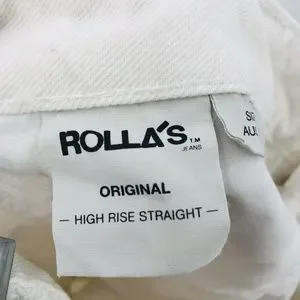 ROLLA'S TM
JEANS
ORIGINAL
— HIGH RISE STRAIGHT —